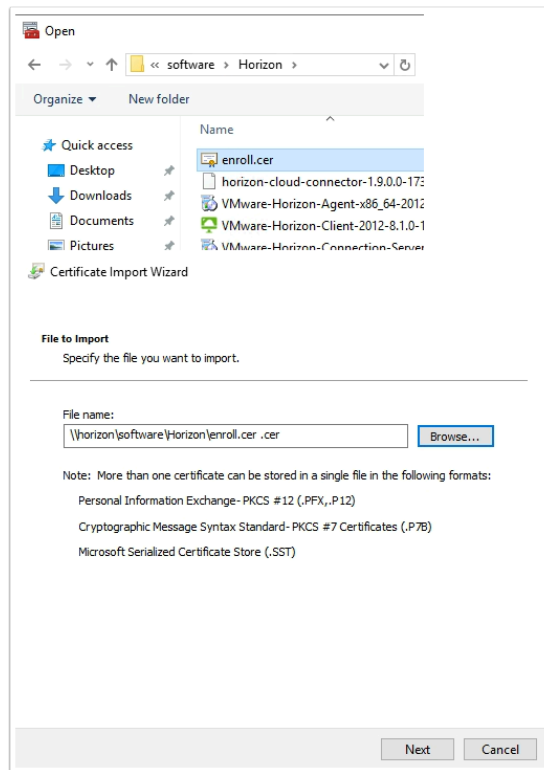 Open
« software › Horizon ›
Organize ▾ New folder
Name
Quick access
Desktop
Downloads
Documents
Pictures
enroll.cer
horizon-cloud-connector-1.9.0.0-173
VMware-Horizon-Agent-x86_64-2012
VMware-Horizon-Client-2012-8.1.0-1
VMware-Horizon-Connection-Server
Certificate Import Wizard
File to Import
Specify the file you want to import.
File name:
\\horizon\software\Horizon\enroll.cer .cer
Browse...
Note: More than one certificate can be stored in a single file in the following formats:
Personal Information Exchange- PKCS #12 (.PFX,.P12)
Cryptographic Message Syntax Standard- PKCS #7 Certificates (.P7B)
Microsoft Serialized Certificate Store (.SST)
Next
Cancel